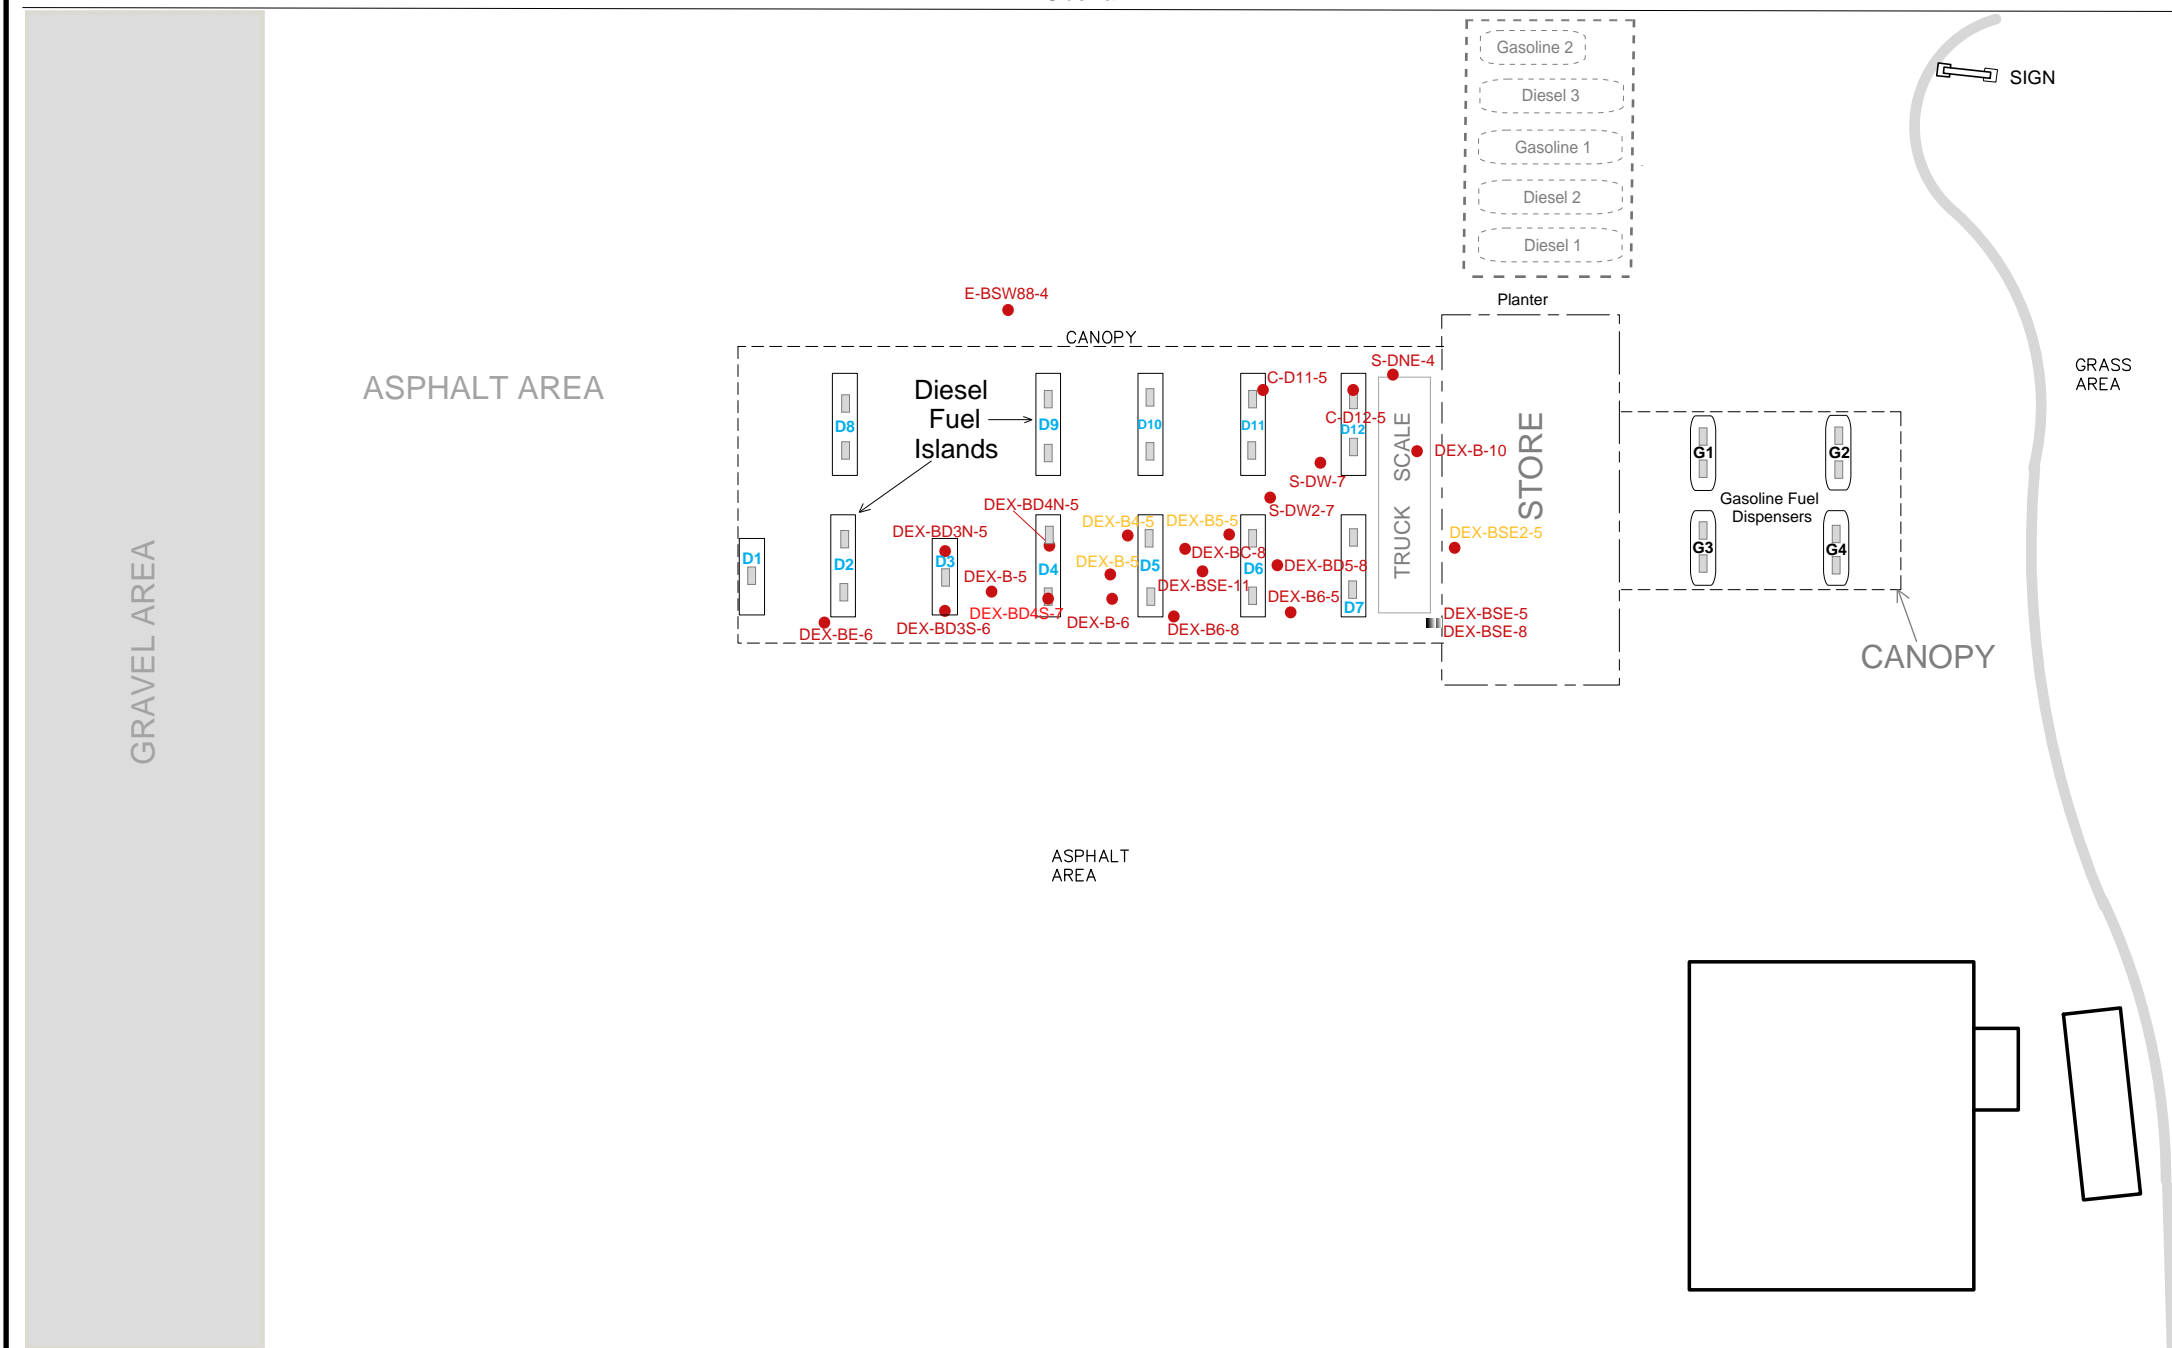 Gasoline 2
SIGN
Diesel 3
Gasoline 1
Diesel 2
Diesel 1
E-BSW88-4
Planter
CANOPY
S-DNE-4
GRASS
AREA
ASPHALT AREA
Diesel
Fuel
Islands
C-D11-5
C-D12-5
D8
D9
D10
D11
D12
TRUCK SCALE
STORE
DEX-B-10
G1
G2
S-DW-7
S-DW2-7
Gasoline Fuel
Dispensers
DEX-BD4N-5
DEX-B4-5
DEX-B5-5
DEX-BD3N-5
DEX-BSE2-5
DEX-BC-8
G3
G4
D1
D2
D3
D4
DEX-B-5
D5
D6
DEX-BD5-8
DEX-B-5
DEX-BSE-11
DEX-B6-5
D7
DEX-BD4S-7
DEX-B-6
DEX-BSE-5
DEX-BE-6
DEX-BD3S-6
DEX-B6-8
DEX-BSE-8
GRAVEL AREA
CANOPY
ASPHALT
AREA